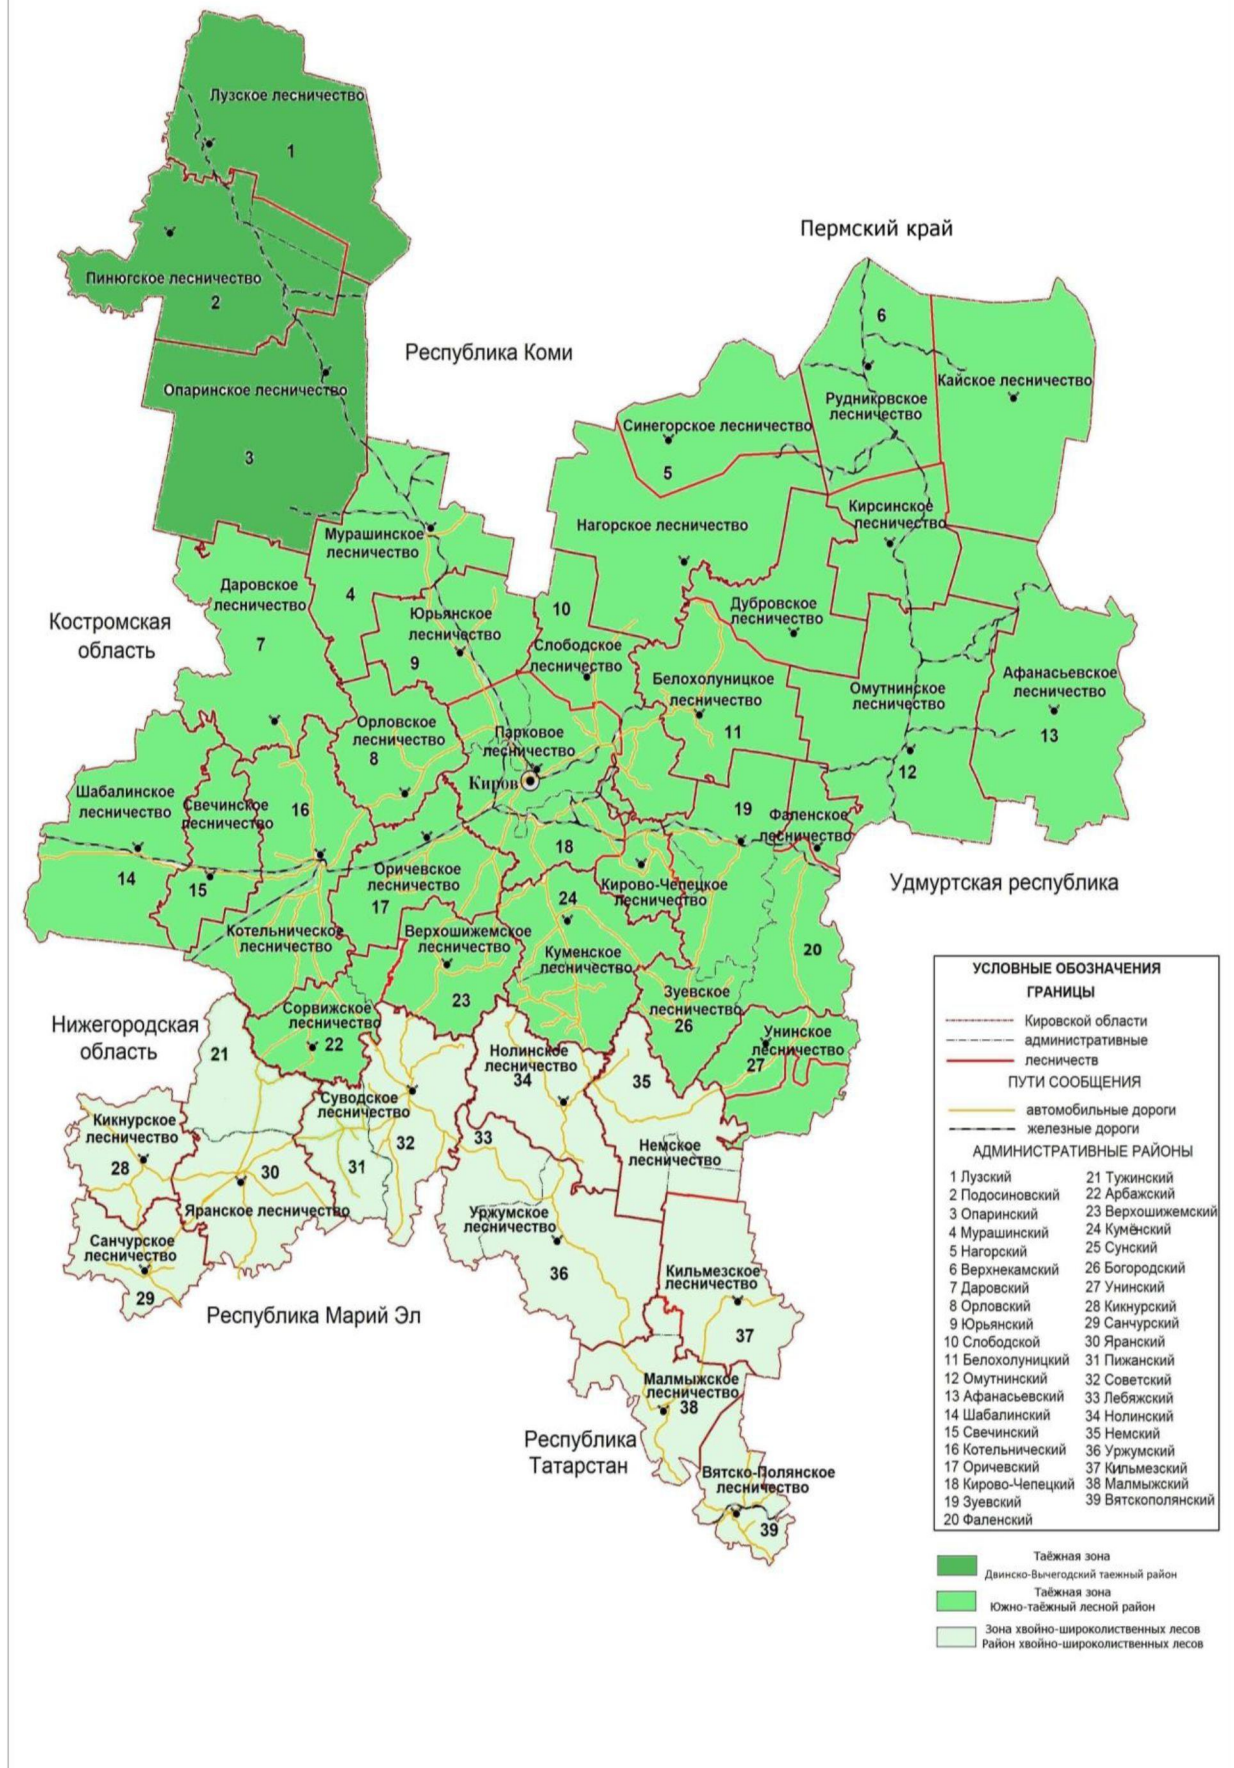 Лузское лесничество
1
Пермский край
Пинюгское лесничество
2
6
Республика Коми
Опаринское лесничество
Кайское лесничество
Рудниковское
лесничество
Синегорское лесничество
3
5
Кирсинское
лесничество
Нагорское лесничество
Мурашинское
лесничество
Даровское
лесничество
4
10
Дубровское
лесничество
Юрьянское
лесничество
Костромская
область
7
9
Слободское
лесничество
Белохолуницкое
лесничество
Афанасьевское
лесничество
Омутнинское
лесничество
Орловское
лесничество
8
Парковое
лесничество
11
13
Киров
12
Шабалинское
лесничество
Свечинское
лесничество
16
19
Фаленское
лесничество
18
14
15
Оричевское
лесничество
17
Кирово-Чепецкое
лесничество
24
Удмуртская республика
Котельническое
лесничество
Верхошижемское
лесничество
Куменское
лесничество
20
23
Зуевское
лесничество
26
Сорвижское
лесничество
22
Унинское
лесничество
27
Нижегородская
область
21
Нолинское
лесничество
34
35
Суводское
лесничество
Кикнурское
лесничество
28
32
33
Немское
лесничество
30
31
Яранское лесничество
Уржумское
лесничество
Санчурское
лесничество
29
36
Кильмезское
лесничество
Республика Марий Эл
37
Малмыжское
лесничество
38
Республика
Татарстан
Вятско-Полянское
лесничество
39
УСЛОВНЫЕ ОБОЗНАЧЕНИЯ
ГРАНИЦЫ
Кировской области
административные
лесничеств
ПУТИ СООБЩЕНИЯ
автомобильные дороги
железные дороги
АДМИНИСТРАТИВНЫЕ РАЙОНЫ
1 Лузский
2 Подосиновский
3 Опаринский
4 Мурашинский
5 Нагорский
6 Верхнекамский
7 Даровский
8 Орловский
9 Юрьянский
10 Слободской
11 Белохолуницкий
12 Омутнинский
13 Афанасьевский
14 Шабалинский
15 Свечинский
16 Котельнический
17 Оричевский
18 Кирово-Чепецкий
19 Зуевский
20 Фаленский
21 Тужинский
22 Арбажский
23 Верхошижемский
24 Кумёнский
25 Сунский
26 Богородский
27 Унинский
28 Кикнурский
29 Санчурский
30 Яранский
31 Пижанский
32 Советский
33 Лебяжский
34 Нолинский
35 Немский
36 Уржумский
37 Кильмезский
38 Малмыжский
39 Вятскополянский
Таёжная зона
Двинско-Вычегодский таежный район
Таёжная зона
Южно-таёжный лесной район
Зона хвойно-широколиственных лесов
Район хвойно-широколиственных лесов